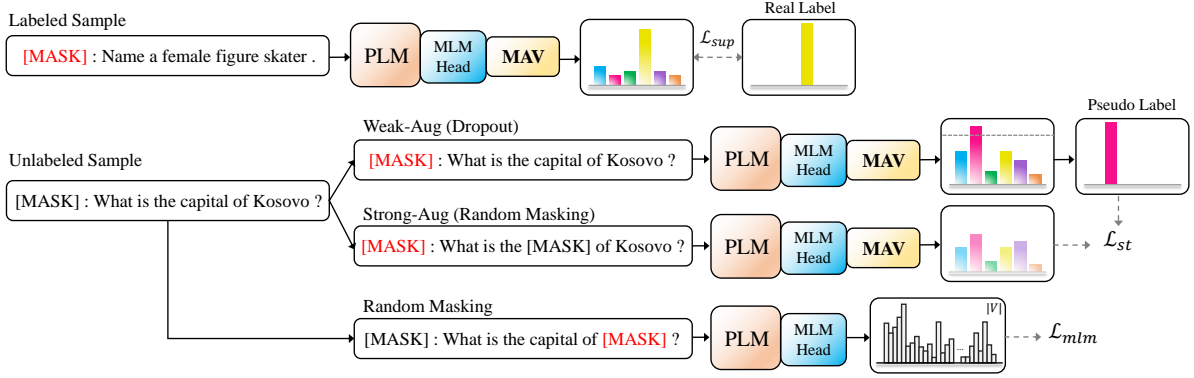 Labeled Sample
[MASK] : Name a female figure skater .
PLM
MLM
Head
MAV
ℒsup
Real Label
Unlabeled Sample
[MASK] : What is the capital of Kosovo ?
Weak-Aug (Dropout)
[MASK] : What is the capital of Kosovo ?
PLM
MLM
Head
MAV
Pseudo Label
Strong-Aug (Random Masking)
[MASK] : What is the [MASK] of Kosovo ?
PLM
MLM
Head
MAV
ℒst
Random Masking
[MASK] : What is the capital of [MASK] ?
PLM
MLM
Head
|V|
...
ℒmlm